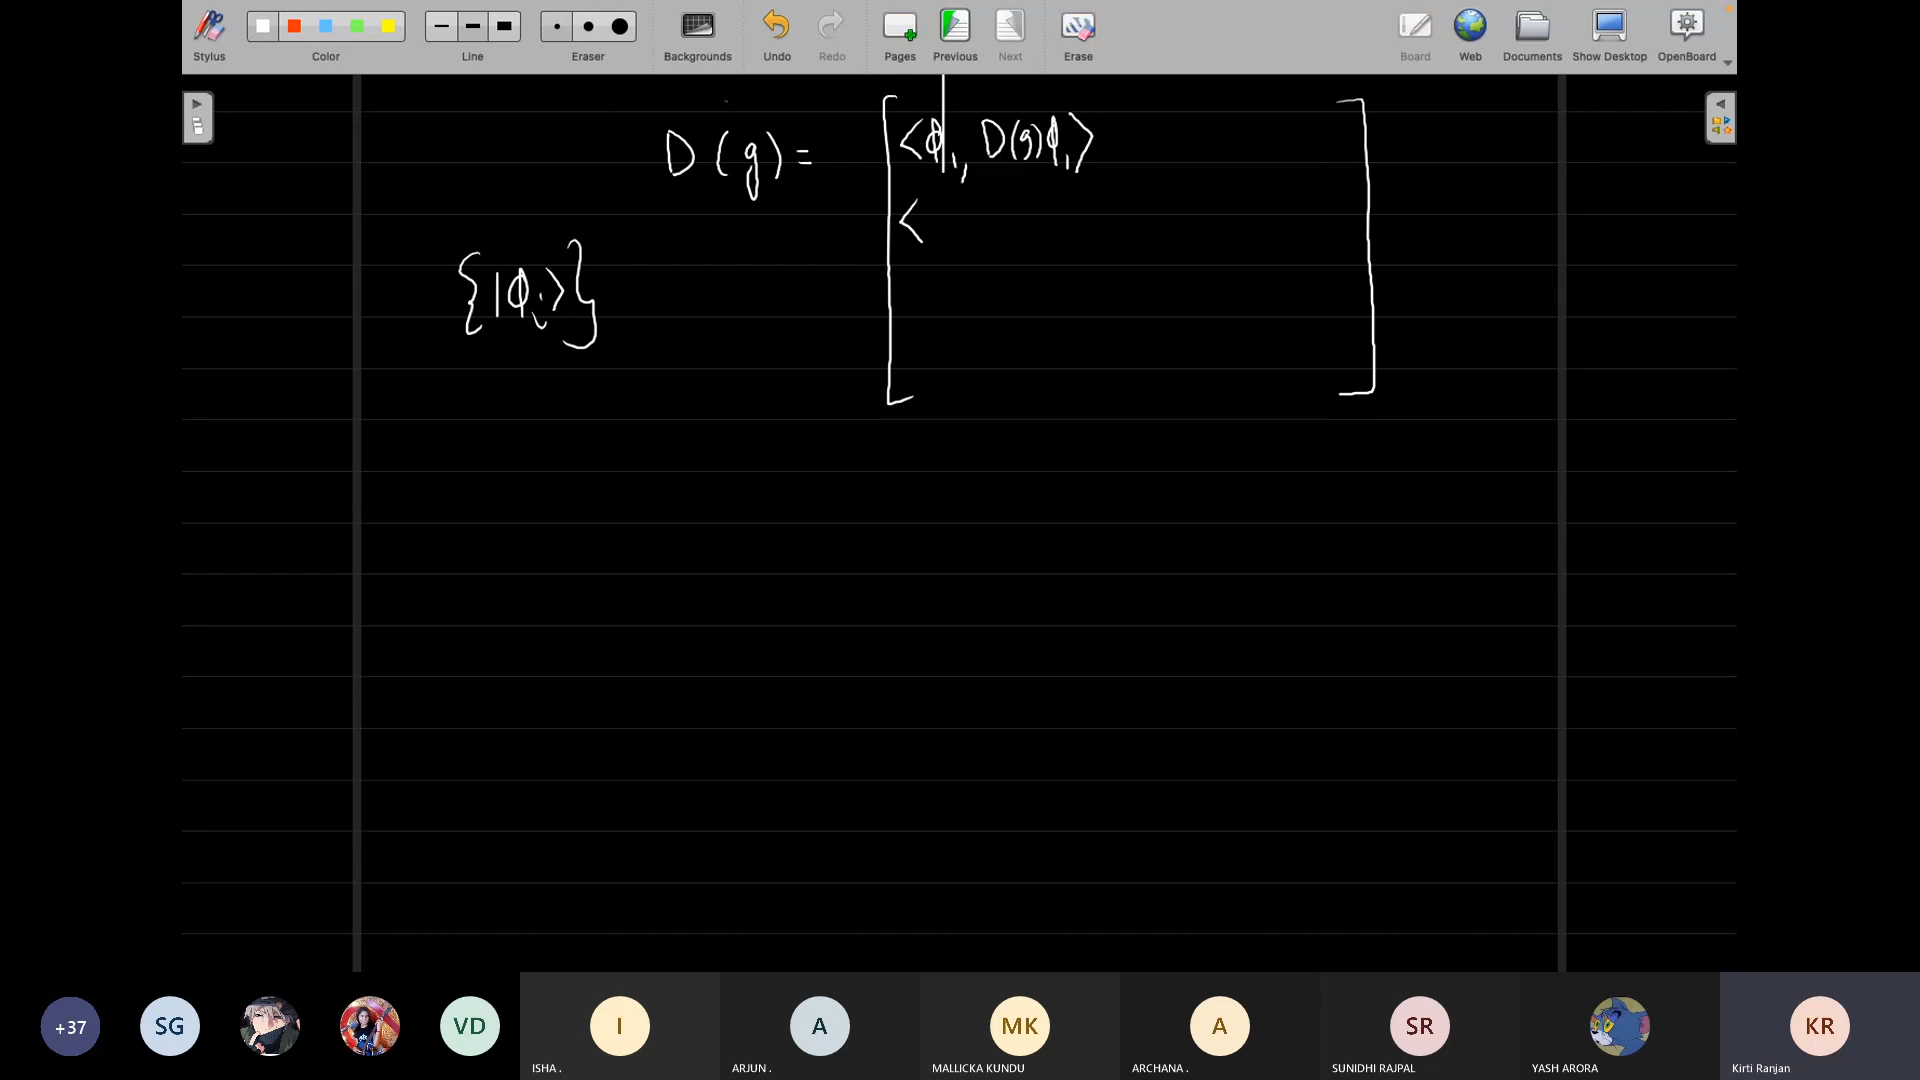 Stylus Color Line Eraser Backgrounds Undo Redo Pages Previous Next Erase Board Web Documents Show Desktop OpenBoard
D(g) = [ <ϕ₁, D(g)ϕ₁>
<
{|ϕᵢ>}
+37 SG VD I A MK A SR KR
ISHA . ARJUN . MALLICKA KUNDU ARCHANA . SUNIDHI RAJPAL YASH ARORA Kirti Ranjan